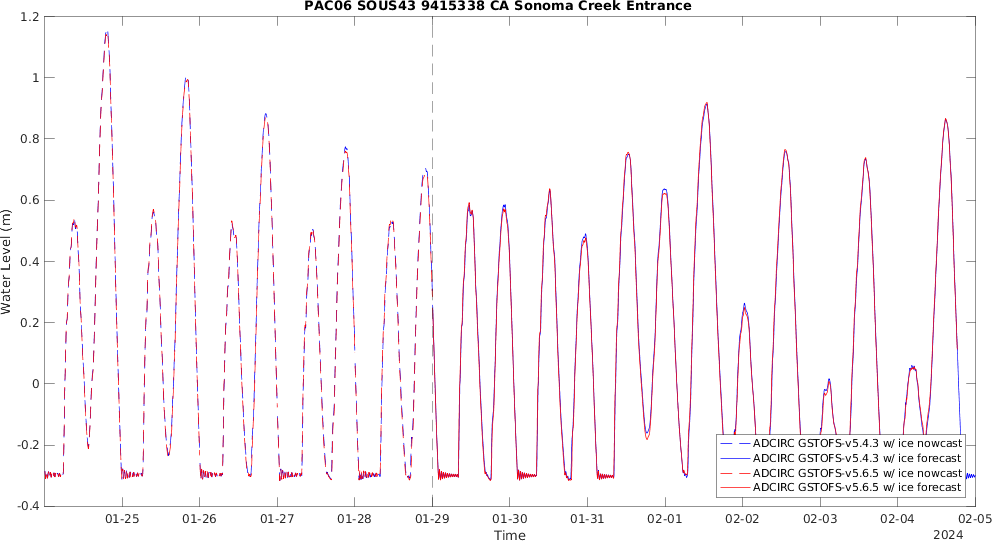 PAC06 SOUS43 9415338 CA Sonoma Creek Entrance
1.2
1
0.8
0.6
0.4
0.2
0
-0.2
-0.4
Water Level (m)
ADCIRC GSTOFS-v5.4.3 w/ ice nowcast
ADCIRC GSTOFS-v5.4.3 w/ ice forecast
ADCIRC GSTOFS-v5.6.5 w/ ice nowcast
ADCIRC GSTOFS-v5.6.5 w/ ice forecast
01-25 01-26 01-27 01-28 01-29 01-30 01-31 02-01 02-02 02-03 02-04 02-05
Time
2024